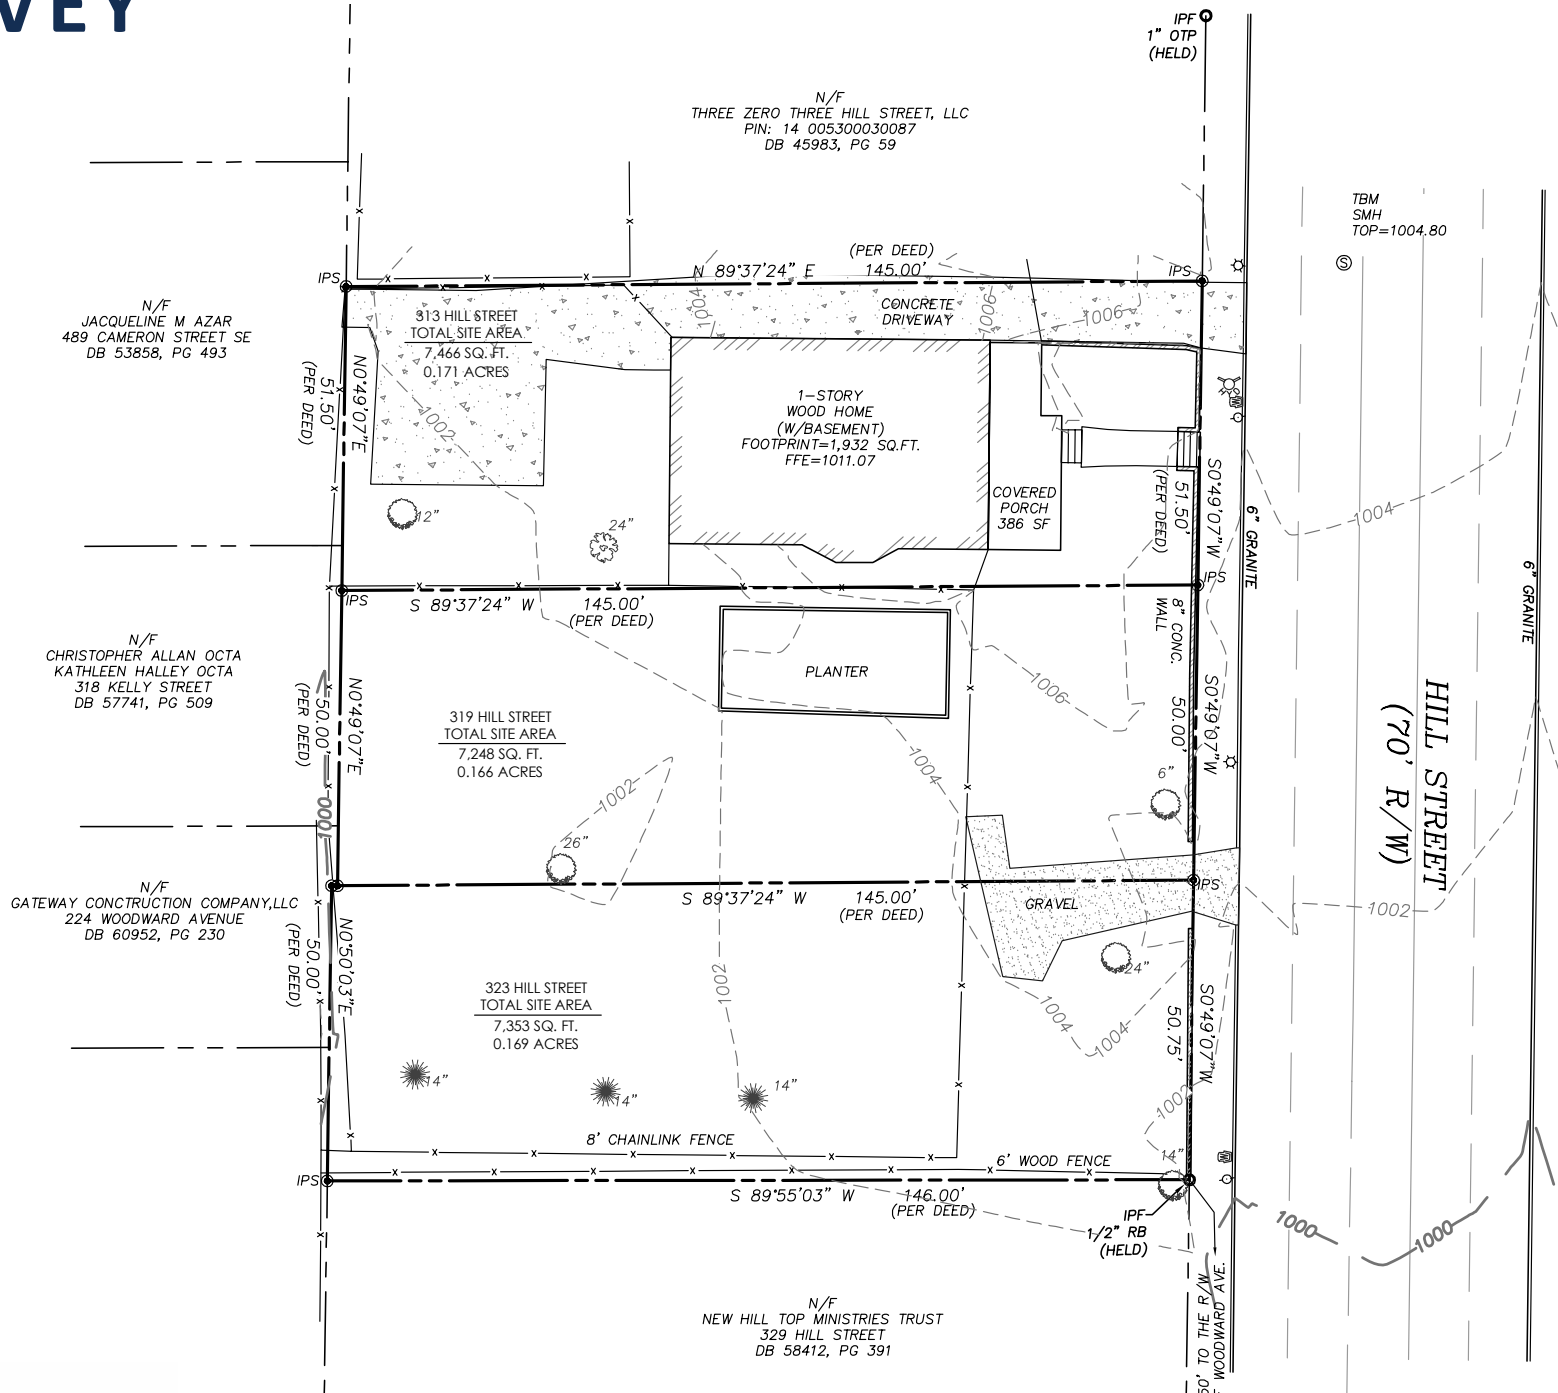 VEY
IPF
1" OTP
(HELD)
N/F
THREE ZERO THREE HILL STREET, LLC
PIN: 14 005300030087
DB 45983, PG 59
TBM
SMH
TOP=1004.80
S
(PER DEED)
N 89°37'24" E 145.00'
IPS
IPS
N/F
JACQUELINE M AZAR
489 CAMERON STREET SE
DB 53858, PG 493
313 HILL STREET
TOTAL SITE AREA
7,466 SQ. FT.
0.171 ACRES
1004
CONCRETE
DRIVEWAY
1006
1006
N0°49'07"E
51.50'
(PER DEED)
1002
1-STORY
WOOD HOME
(W/BASEMENT)
FOOTPRINT=1,932 SQ.FT.
FFE=1011.07
COVERED
PORCH
386 SF
S0°49'07"W
51.50'
(PER DEED)
6" GRANITE
1004
6" GRANITE
12"
24"
IPS
S 89°37'24" W 145.00'
(PER DEED)
IPS
8" CONC.
WALL
N/F
CHRISTOPHER ALLAN OCTA
KATHLEEN HALLEY OCTA
318 KELLY STREET
DB 57741, PG 509
N0°49'07"E
50.00'
(PER DEED)
PLANTER
1006
S0°49'07"W
50.00'
319 HILL STREET
TOTAL SITE AREA
7,248 SQ. FT.
0.166 ACRES
1002
1004
6"
HILL STREET
(70' R/W)
1000
26"
S 89°37'24" W 145.00'
(PER DEED)
IPS
GRAVEL
1002
N/F
GATEWAY CONCTRUCTION COMPANY,LLC
224 WOODWARD AVENUE
DB 60952, PG 230
N0°50'03"E
50.00'
(PER DEED)
24"
1002
323 HILL STREET
TOTAL SITE AREA
7,353 SQ. FT.
0.169 ACRES
1004
1004
S0°49'07"W
50.75'
14"
14"
14"
1002
8' CHAINLINK FENCE
6' WOOD FENCE
14"
IPS
S 89°55'03" W 146.00'
(PER DEED)
IPF
1/2" RB
(HELD)
1000
1000
N/F
NEW HILL TOP MINISTRIES TRUST
329 HILL STREET
DB 58412, PG 391
TO THE R/W
WOODWARD AVE.